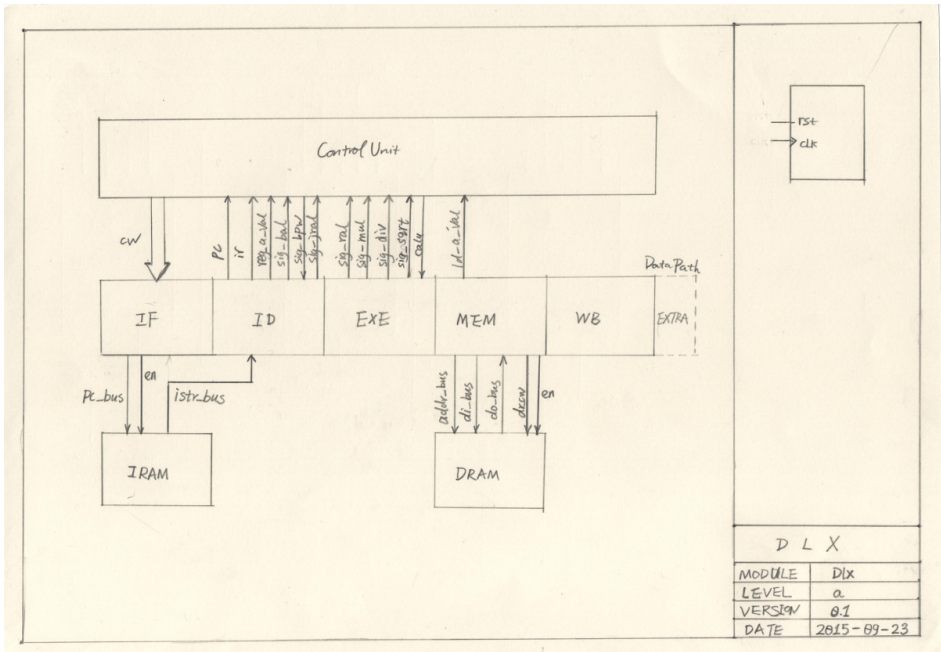 Control Unit
rst
clk
cw
pc
ir
reg_a_val
sig_bal
sig_bpw
sig_jral
sig_ral
sig_mul
sig_div
sig_sqrt
calu
ld_a_val
DataPath
IF
ID
EXE
MEM
WB
EXTRA
pc_bus
en
istr_bus
addr_bus
di_bus
do_bus
drcw
en
IRAM
DRAM
DLX
MODULE Dlx
LEVEL a
VERSION 0.1
DATE 2015-09-23